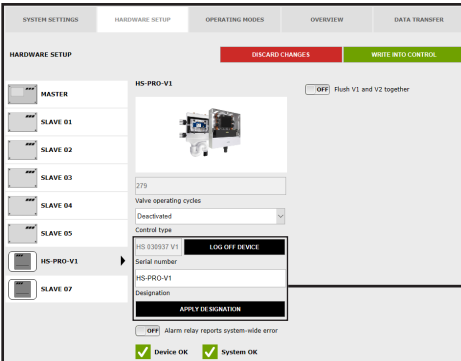 SYSTEM SETTINGS
HARDWARE SETUP
OPERATING MODES
OVERVIEW
DATA TRANSFER
HARDWARE SETUP
DISCARD CHANGES
WRITE INTO CONTROL
MASTER
SLAVE 01
SLAVE 02
SLAVE 03
SLAVE 04
SLAVE 05
HS-PRO-V1
SLAVE 07
HS-PRO-V1
OFF Flush V1 and V2 together
279
Valve operating cycles
Deactivated
Control type
HS 030937 V1
LOG OFF DEVICE
Serial number
HS-PRO-V1
Designation
APPLY DESIGNATION
OFF Alarm relay reports system-wide error
Device OK
System OK